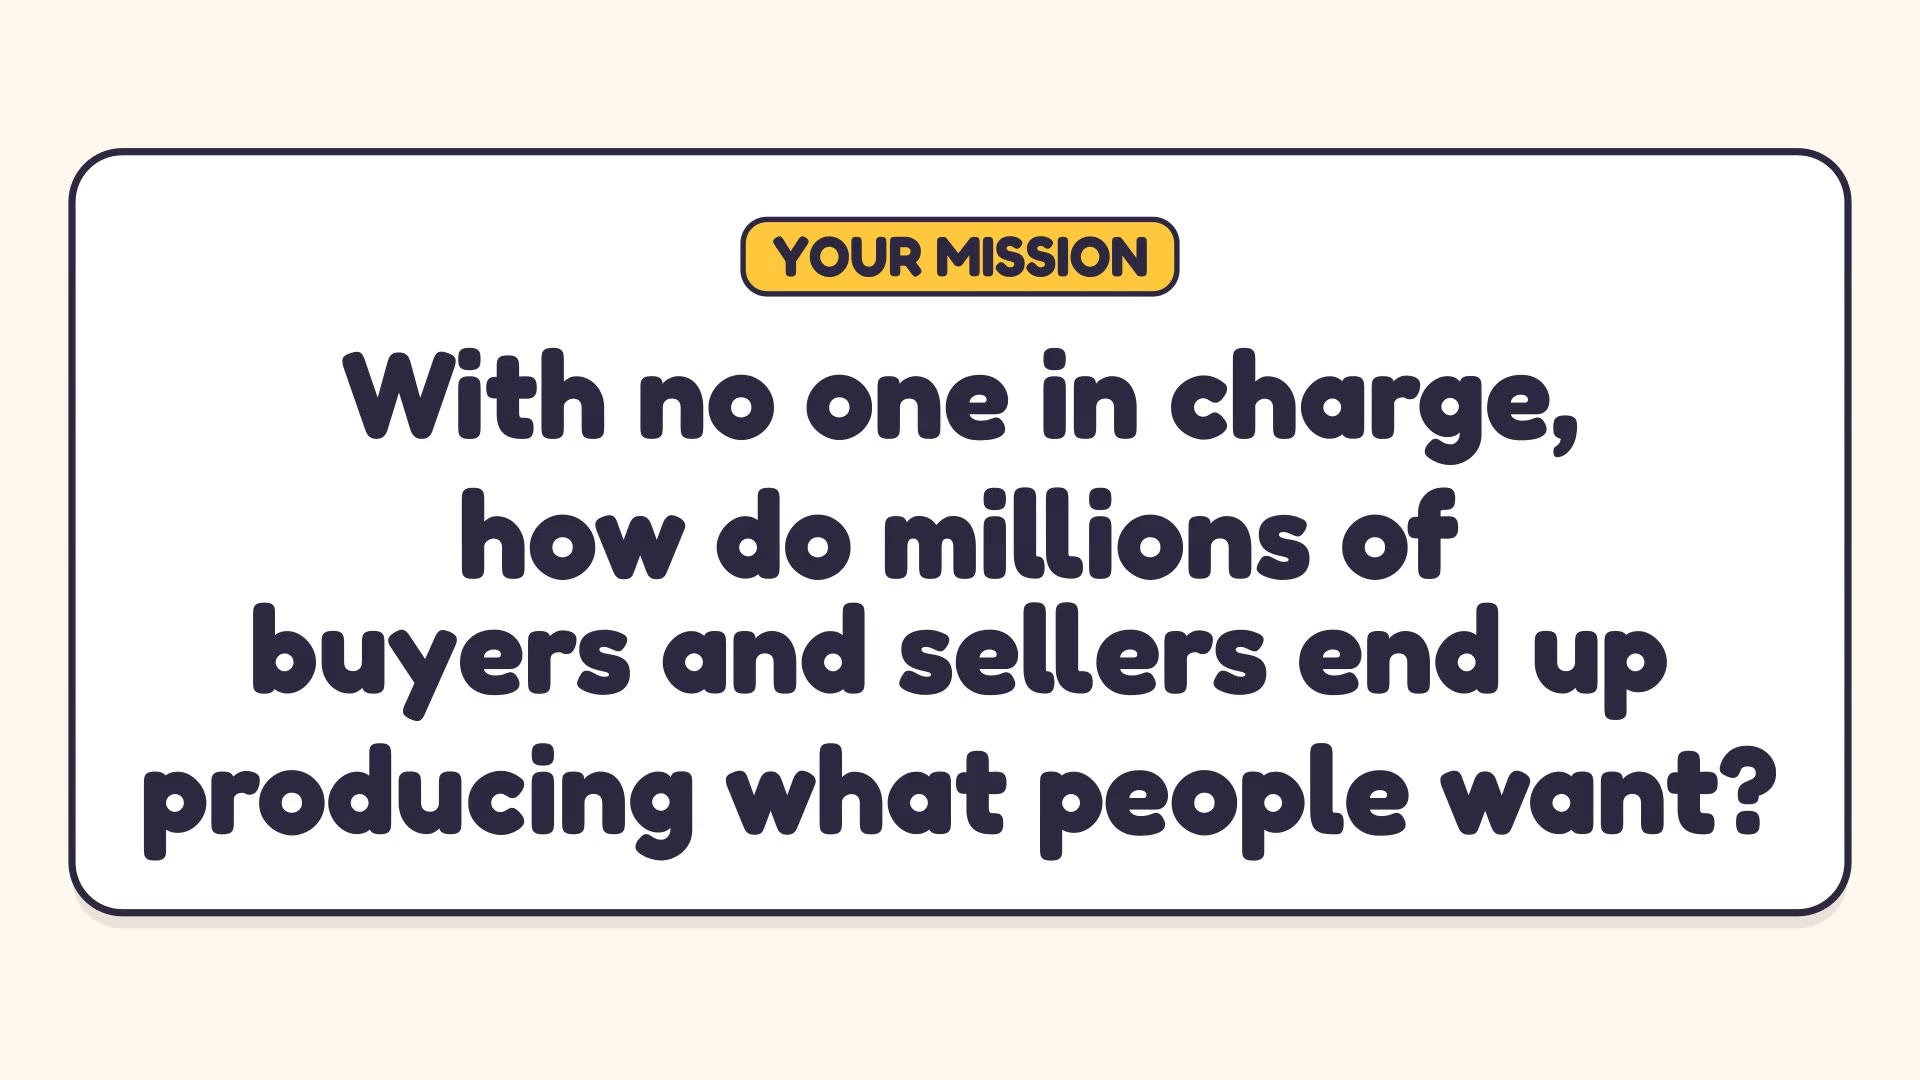 YOUR MISSION
With no one in charge,
how do millions of
buyers and sellers end up
producing what people want?